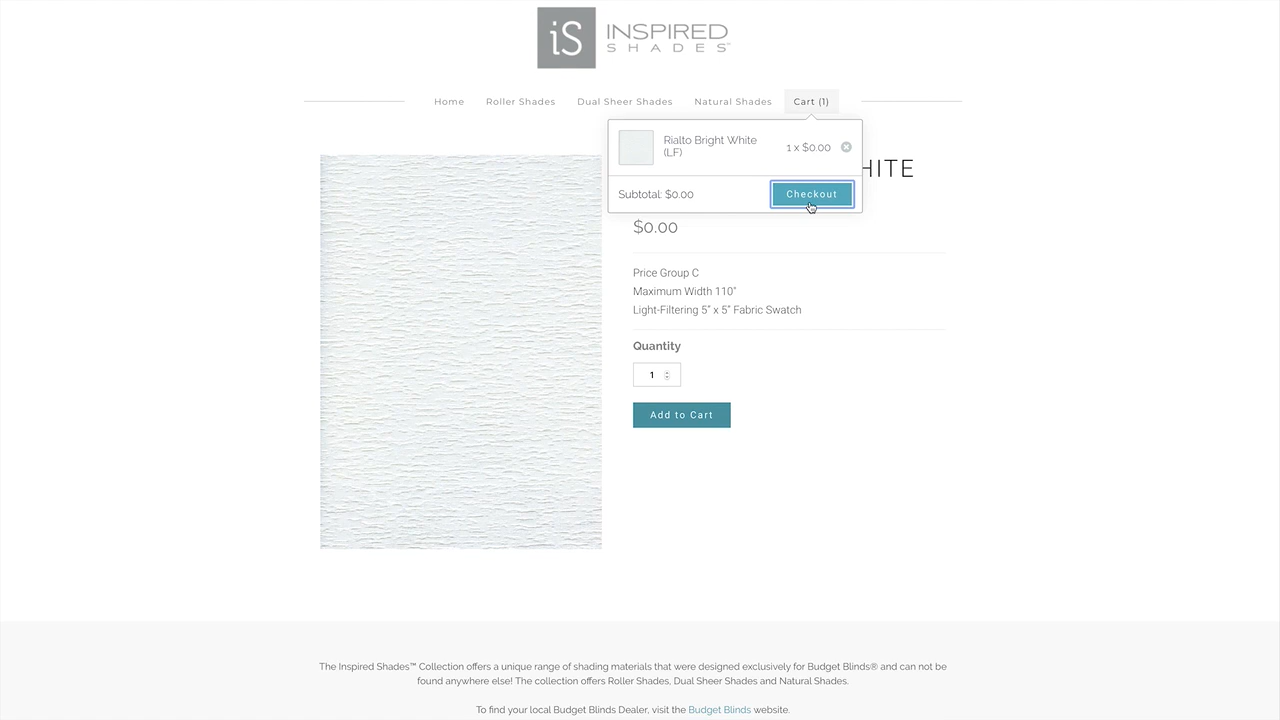 iS INSPIRED
SHADES™
Home Roller Shades Dual Sheer Shades Natural Shades Cart (1)
Rialto Bright White
(LF)
1 x $0.00
Subtotal: $0.00
Checkout
HITE
$0.00
Price Group C
Maximum Width 110"
Light-Filtering 5" x 5" Fabric Swatch
Quantity
1
Add to Cart
The Inspired Shades™ Collection offers a unique range of shading materials that were designed exclusively for Budget Blinds® and can not be
found anywhere else! The collection offers Roller Shades, Dual Sheer Shades and Natural Shades.
To find your local Budget Blinds Dealer, visit the Budget Blinds website.